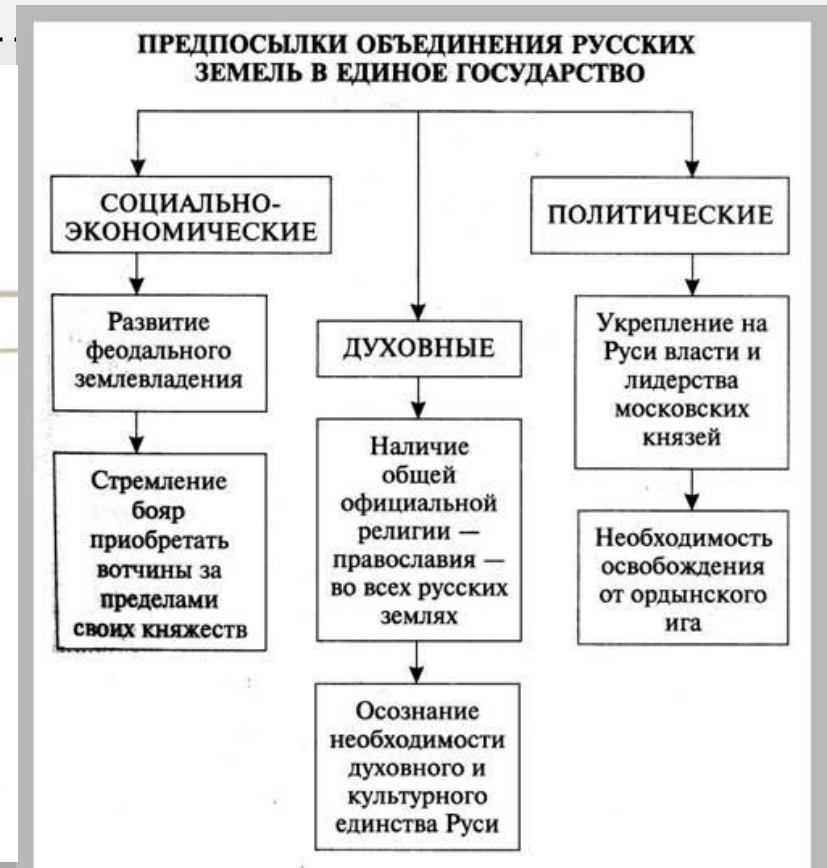 ПРЕДПОСЫЛКИ ОБЪЕДИНЕНИЯ РУССКИХ
ЗЕМЕЛЬ В ЕДИНОЕ ГОСУДАРСТВО
СОЦИАЛЬНО-
ЭКОНОМИЧЕСКИЕ
Развитие
феодального
землевладения
Стремление
бояр
приобретать
вотчины за
пределами
своих княжеств
ДУХОВНЫЕ
Наличие
общей
официальной
религии —
православия —
во всех русских
землях
Осознание
необходимости
духовного и
культурного
единства Руси
ПОЛИТИЧЕСКИЕ
Укрепление на
Руси власти и
лидерства
московских
князей
Необходимость
освобождения
от ордынского
ига